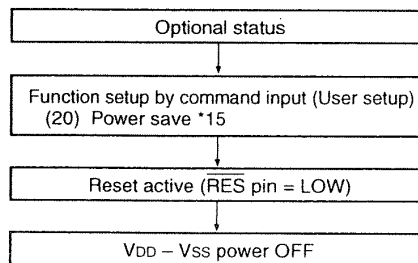 Optional status
Function setup by command input (User setup)
(20) Power save *15
Reset active (RES pin = LOW)
VDD – VSS power OFF